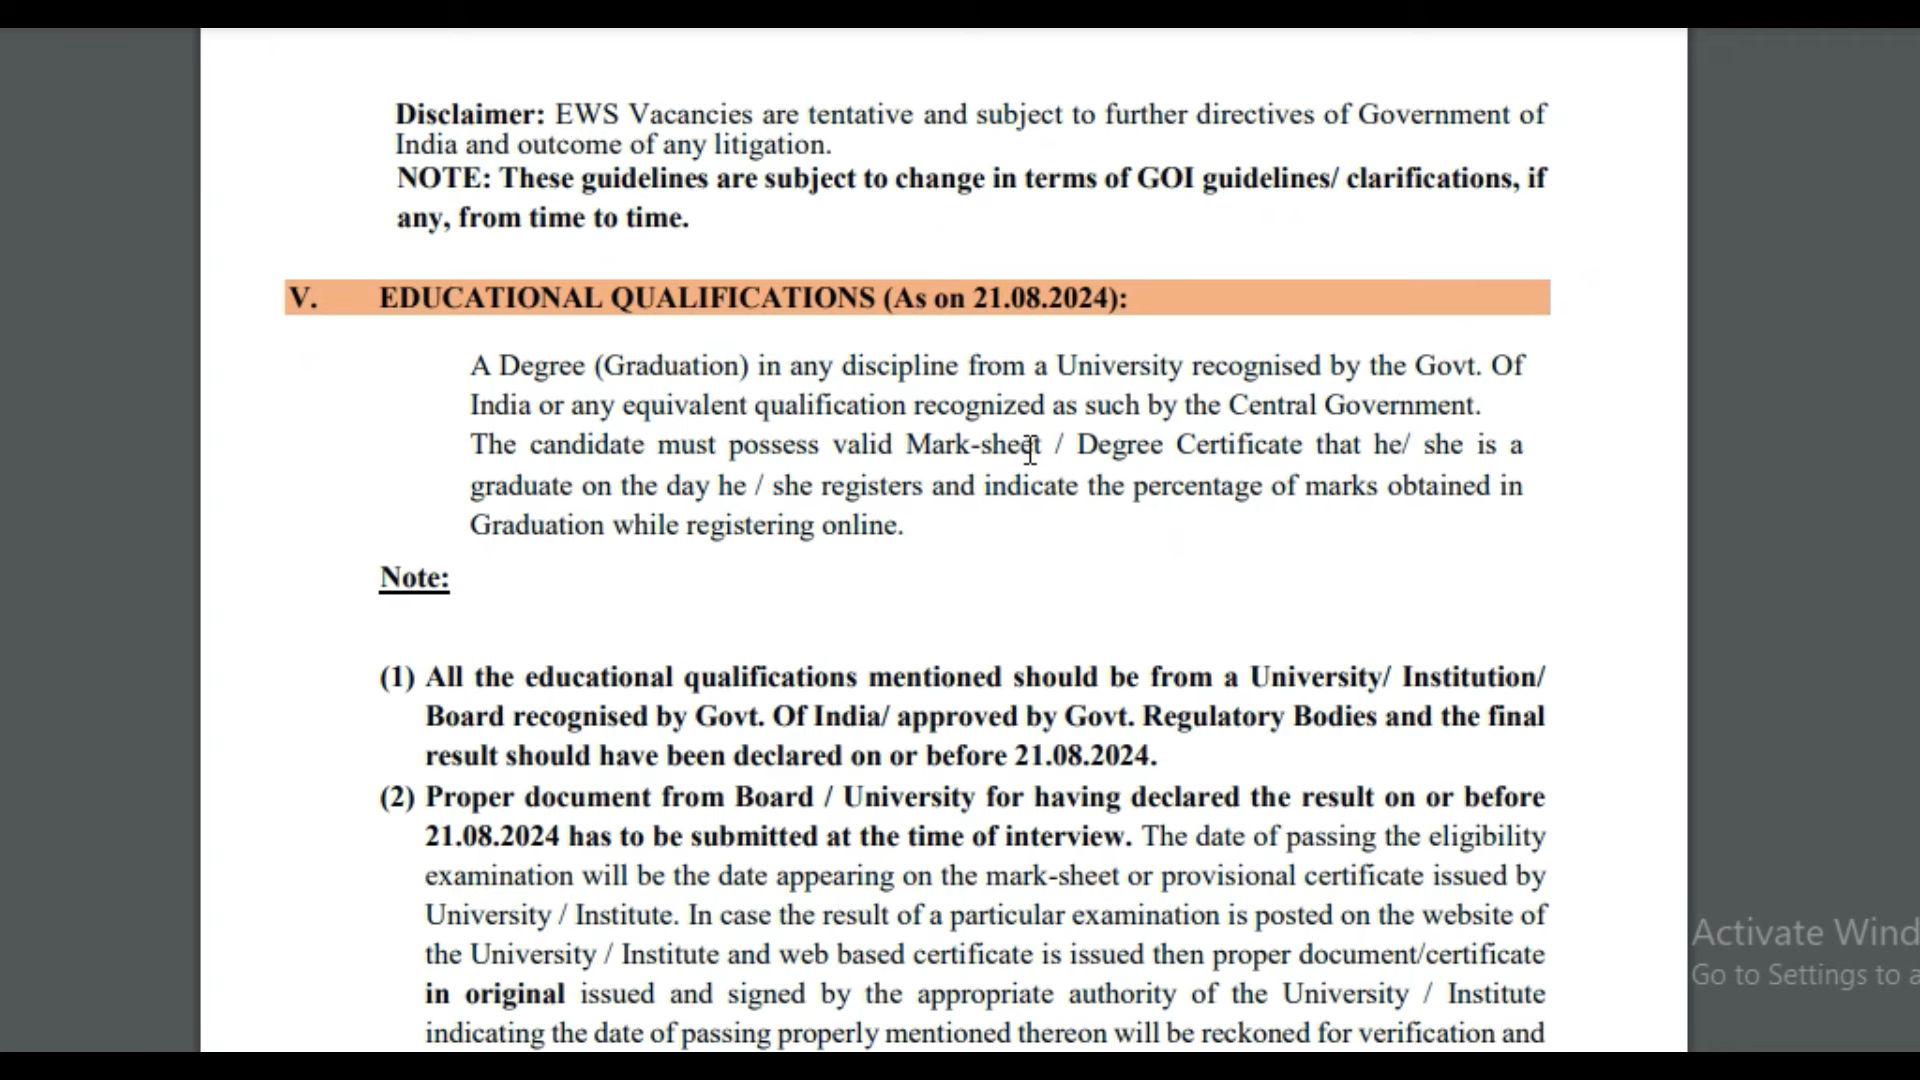 Disclaimer: EWS Vacancies are tentative and subject to further directives of Government of
India and outcome of any litigation.
NOTE: These guidelines are subject to change in terms of GOI guidelines/ clarifications, if
any, from time to time.
V. EDUCATIONAL QUALIFICATIONS (As on 21.08.2024):
A Degree (Graduation) in any discipline from a University recognised by the Govt. Of
India or any equivalent qualification recognized as such by the Central Government.
The candidate must possess valid Mark-sheet / Degree Certificate that he/ she is a
graduate on the day he / she registers and indicate the percentage of marks obtained in
Graduation while registering online.
Note:
(1) All the educational qualifications mentioned should be from a University/ Institution/
Board recognised by Govt. Of India/ approved by Govt. Regulatory Bodies and the final
result should have been declared on or before 21.08.2024.
(2) Proper document from Board / University for having declared the result on or before
21.08.2024 has to be submitted at the time of interview. The date of passing the eligibility
examination will be the date appearing on the mark-sheet or provisional certificate issued by
University / Institute. In case the result of a particular examination is posted on the website of
the University / Institute and web based certificate is issued then proper document/certificate
in original issued and signed by the appropriate authority of the University / Institute
indicating the date of passing properly mentioned thereon will be reckoned for verification and
Activate Wind
Go to Settings to a